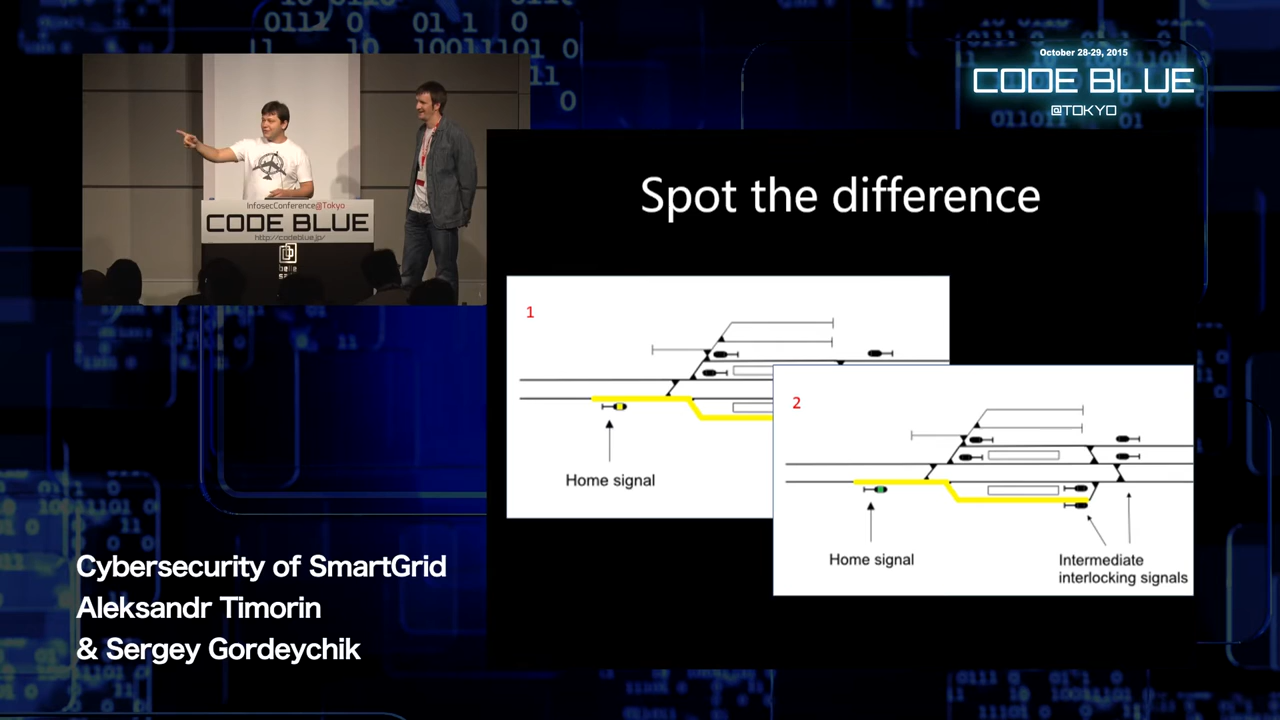 October 28-29, 2015
CODE BLUE
@TOKYO
InfosecConference@Tokyo
CODE BLUE
http://codeblue.jp/
Spot the difference
1
Home signal
2
Home signal
Intermediate
interlocking signals
Cybersecurity of SmartGrid
Aleksandr Timorin
& Sergey Gordeychik